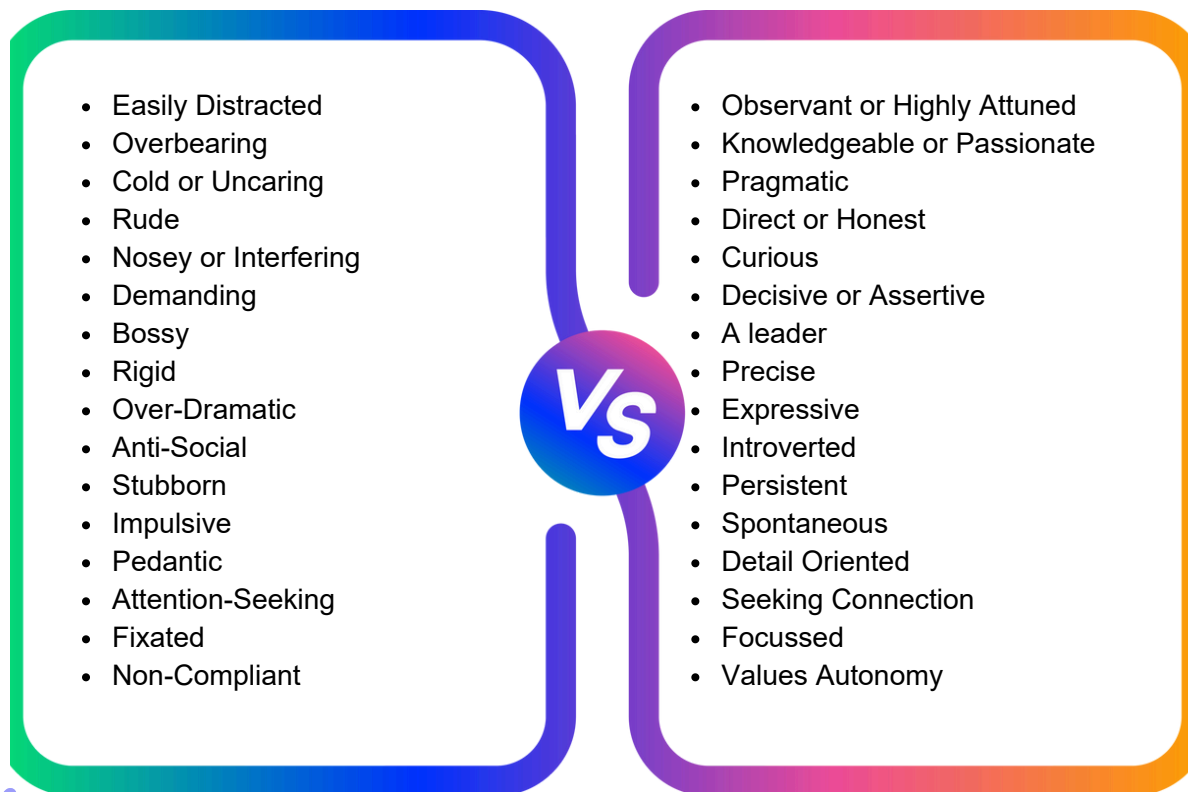 • Easily Distracted
• Overbearing
• Cold or Uncaring
• Rude
• Nosey or Interfering
• Demanding
• Bossy
• Rigid
• Over-Dramatic
• Anti-Social
• Stubborn
• Impulsive
• Pedantic
• Attention-Seeking
• Fixated
• Non-Compliant
VS
• Observant or Highly Attuned
• Knowledgeable or Passionate
• Pragmatic
• Direct or Honest
• Curious
• Decisive or Assertive
• A leader
• Precise
• Expressive
• Introverted
• Persistent
• Spontaneous
• Detail Oriented
• Seeking Connection
• Focussed
• Values Autonomy